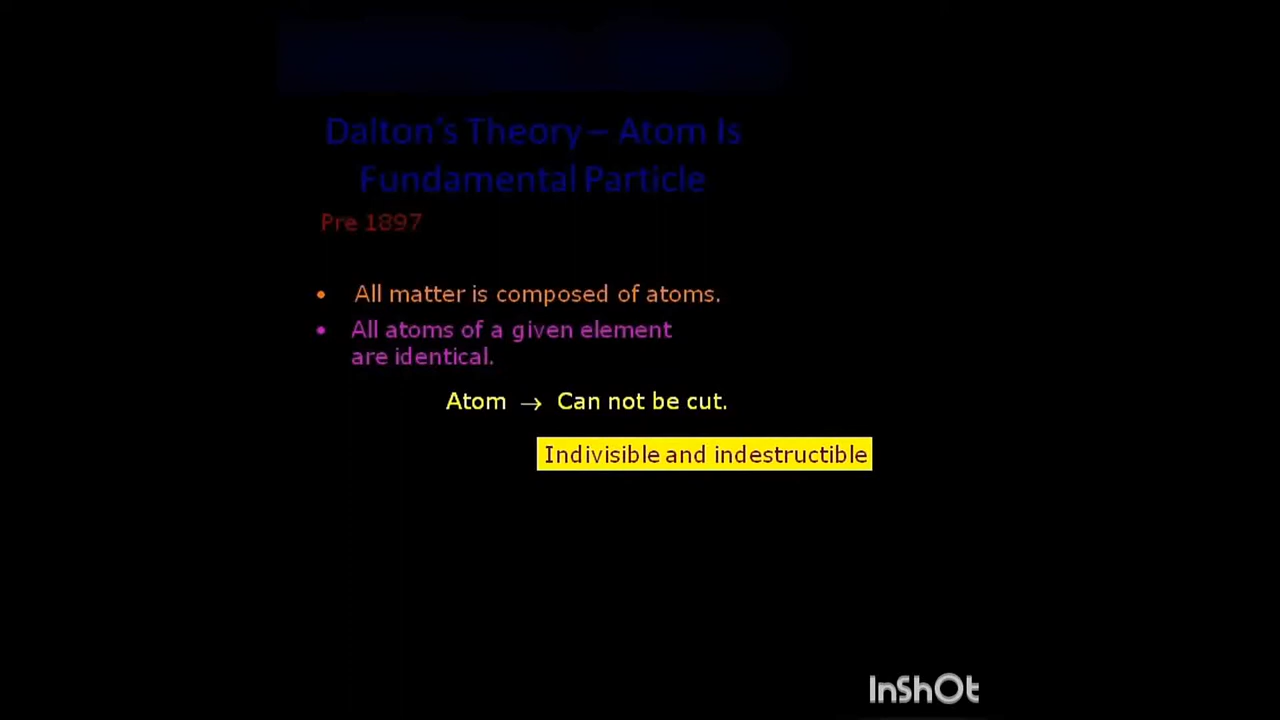 Dalton's Theory – Atom Is
Fundamental Particle
Pre 1897
• All matter is composed of atoms.
• All atoms of a given element
are identical.
Atom → Can not be cut.
Indivisible and indestructible
InShOt